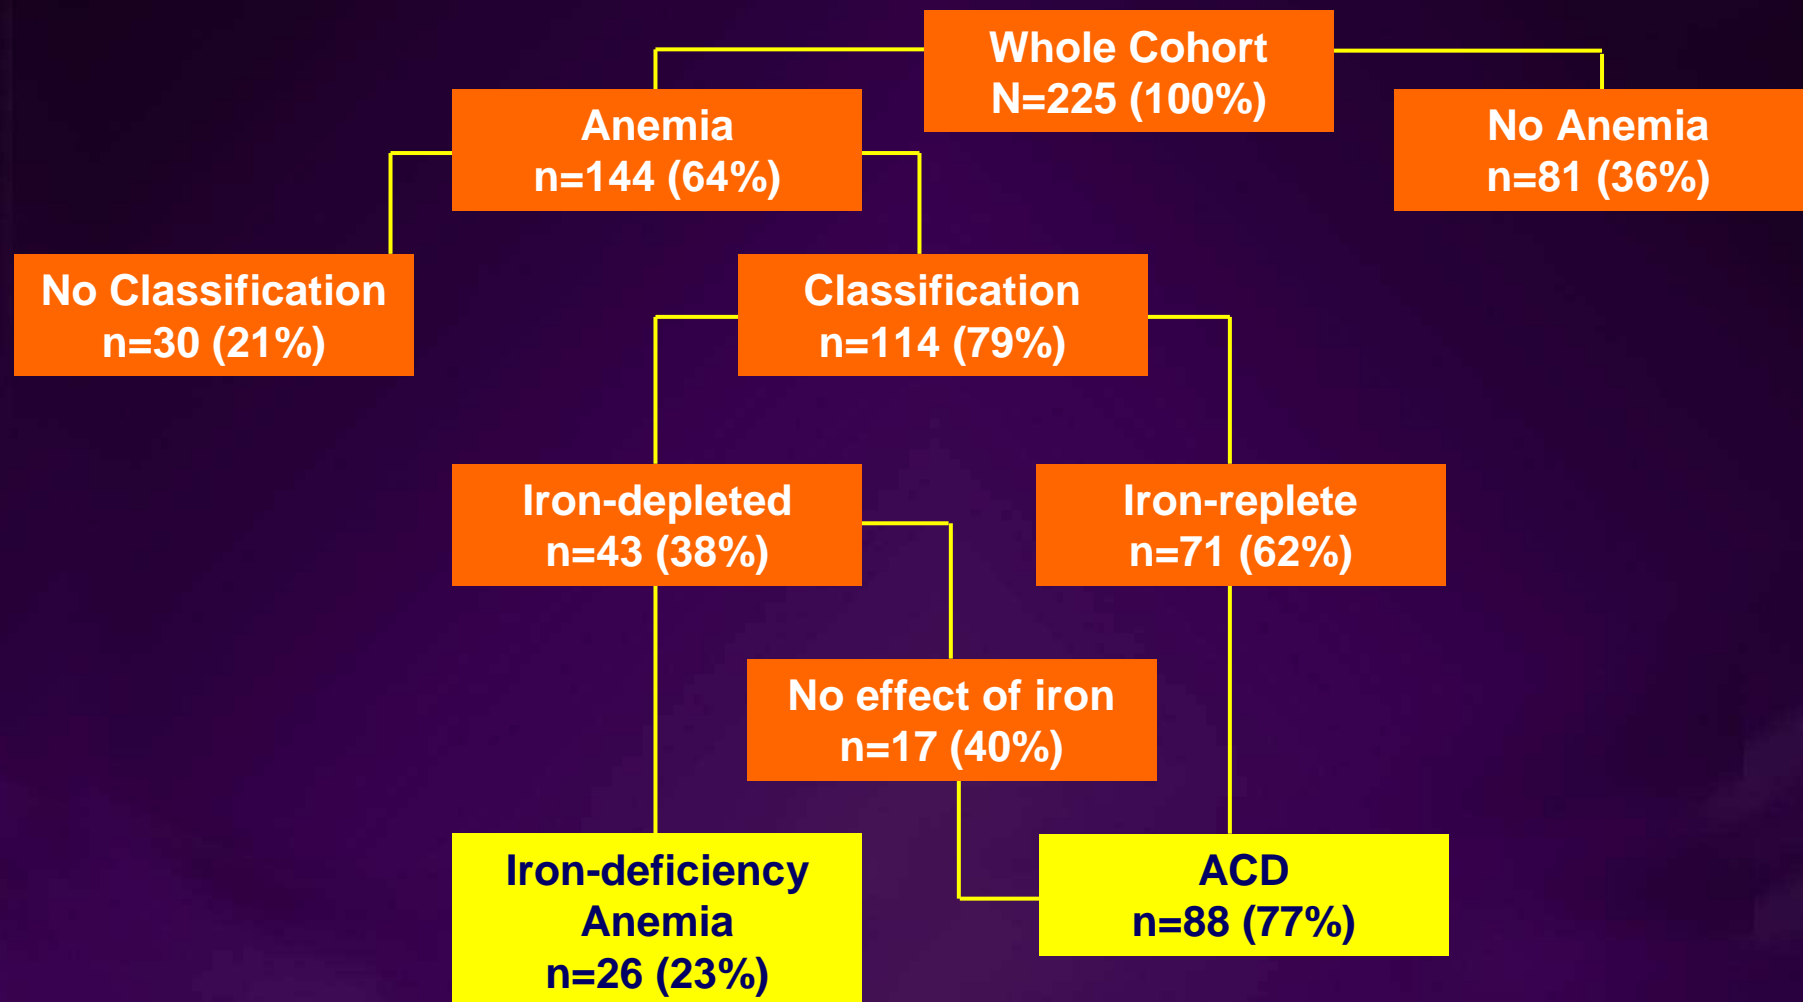 Whole Cohort
N=225 (100%)
Anemia
n=144 (64%)
No Anemia
n=81 (36%)
No Classification
n=30 (21%)
Classification
n=114 (79%)
Iron-depleted
n=43 (38%)
Iron-replete
n=71 (62%)
No effect of iron
n=17 (40%)
Iron-deficiency
Anemia
n=26 (23%)
ACD
n=88 (77%)